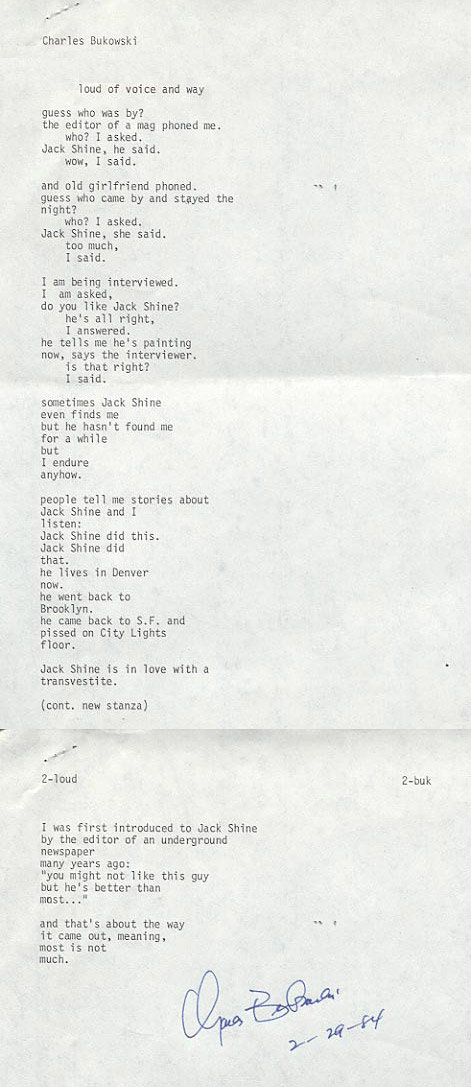 Charles Bukowski
loud of voice and way
guess who was by?
the editor of a mag phoned me.
who? I asked.
Jack Shine, he said.
wow, I said.
and old girlfriend phoned.
guess who came by and stayed the
night?
who? I asked.
Jack Shine, she said.
too much,
I said.
I am being interviewed.
I am asked,
do you like Jack Shine?
he's all right,
I answered.
he tells me he's painting
now, says the interviewer.
is that right?
I said.
sometimes Jack Shine
even finds me
but he hasn't found me
for a while
but
I endure
anyhow.
people tell me stories about
Jack Shine and I
listen:
Jack Shine did this.
Jack Shine did
that.
he lives in Denver
now.
he went back to
Brooklyn.
he came back to S.F. and
pissed on City Lights
floor.
Jack Shine is in love with a
transvestite.
(cont. new stanza)
2-loud 2-buk
I was first introduced to Jack Shine
by the editor of an underground
newspaper
many years ago:
"you might not like this guy
but he's better than
most..."
and that's about the way
it came out, meaning,
most is not
much.
Charles Bukowski
2-29-84